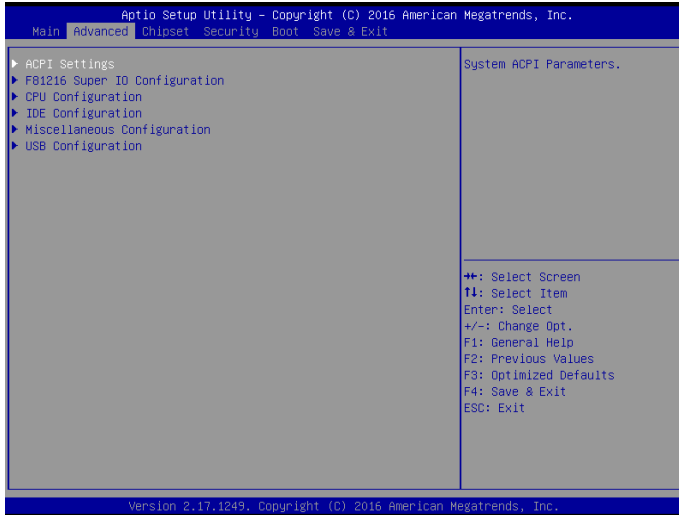 Aptio Setup Utility – Copyright (C) 2016 American Megatrends, Inc.
Main Advanced Chipset Security Boot Save & Exit
ACPI Settings
F81216 Super IO Configuration
CPU Configuration
IDE Configuration
Miscellaneous Configuration
USB Configuration
System ACPI Parameters.
→←: Select Screen
↑↓: Select Item
Enter: Select
+/-: Change Opt.
F1: General Help
F2: Previous Values
F3: Optimized Defaults
F4: Save & Exit
ESC: Exit
Version 2.17.1249. Copyright (C) 2016 American Megatrends, Inc.